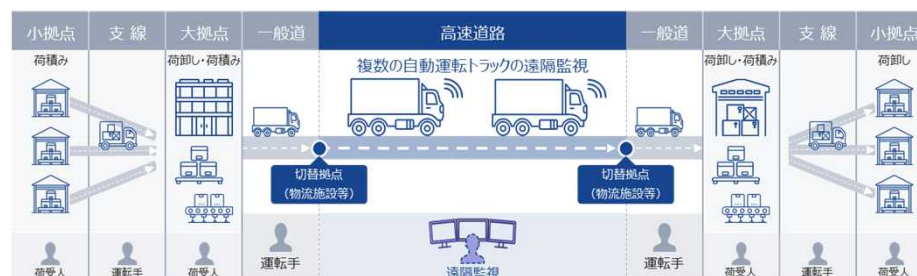 小拠点
支線
大拠点
一般道
高速道路
一般道
大拠点
支線
小拠点
荷積み
荷卸し・荷積み
複数の自動運転トラックの遠隔監視
荷卸し・荷積み
荷卸し
切替拠点
(物流施設等)
切替拠点
(物流施設等)
荷受人
運転手
荷受人
運転手
遠隔監視
運転手
荷受人
運転手
荷受人